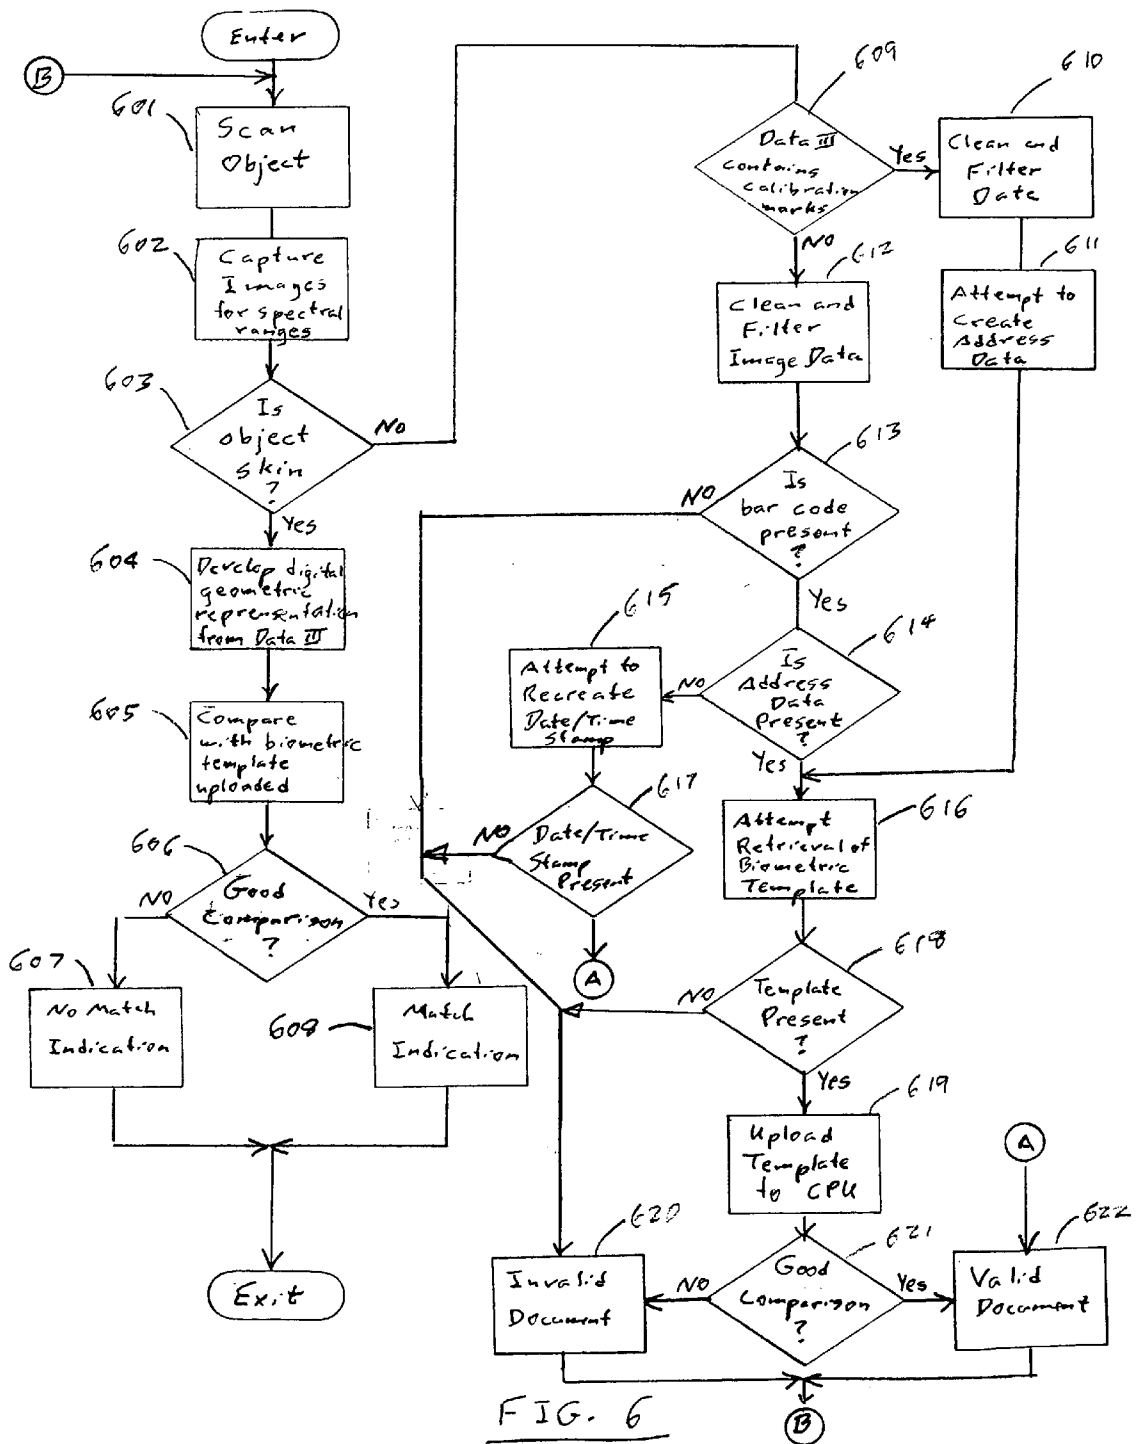 Enter
B
601
Scan
Object
602
Capture
Images
for spectral
ranges
603
Is
object
skin
?
No
Yes
604
Develop digital
geometric
representation
from Data III
605
Compare
with biometric
template
uploaded
606
Good
Comparison
?
No
Yes
607
No Match
Indication
608
Match
Indication
Exit
609
Data III
contains
calibration
marks
Yes
No
610
Clean and
Filter
Data
611
Attempt to
Create
Address
Data
612
Clean and
Filter
Image Data
613
Is
bar code
present
?
No
Yes
614
Is
Address
Data
Present
?
No
Yes
615
Attempt to
Recreate
Date/Time
Stamp
617
Date/Time
Stamp
Present
No
A
616
Attempt
Retrieval of
Biometric
Template
618
Template
Present
?
No
Yes
619
Upload
Template
to CPU
620
Invalid
Document
621
Good
Comparison
?
No
Yes
A
622
Valid
Document
B
FIG. 6